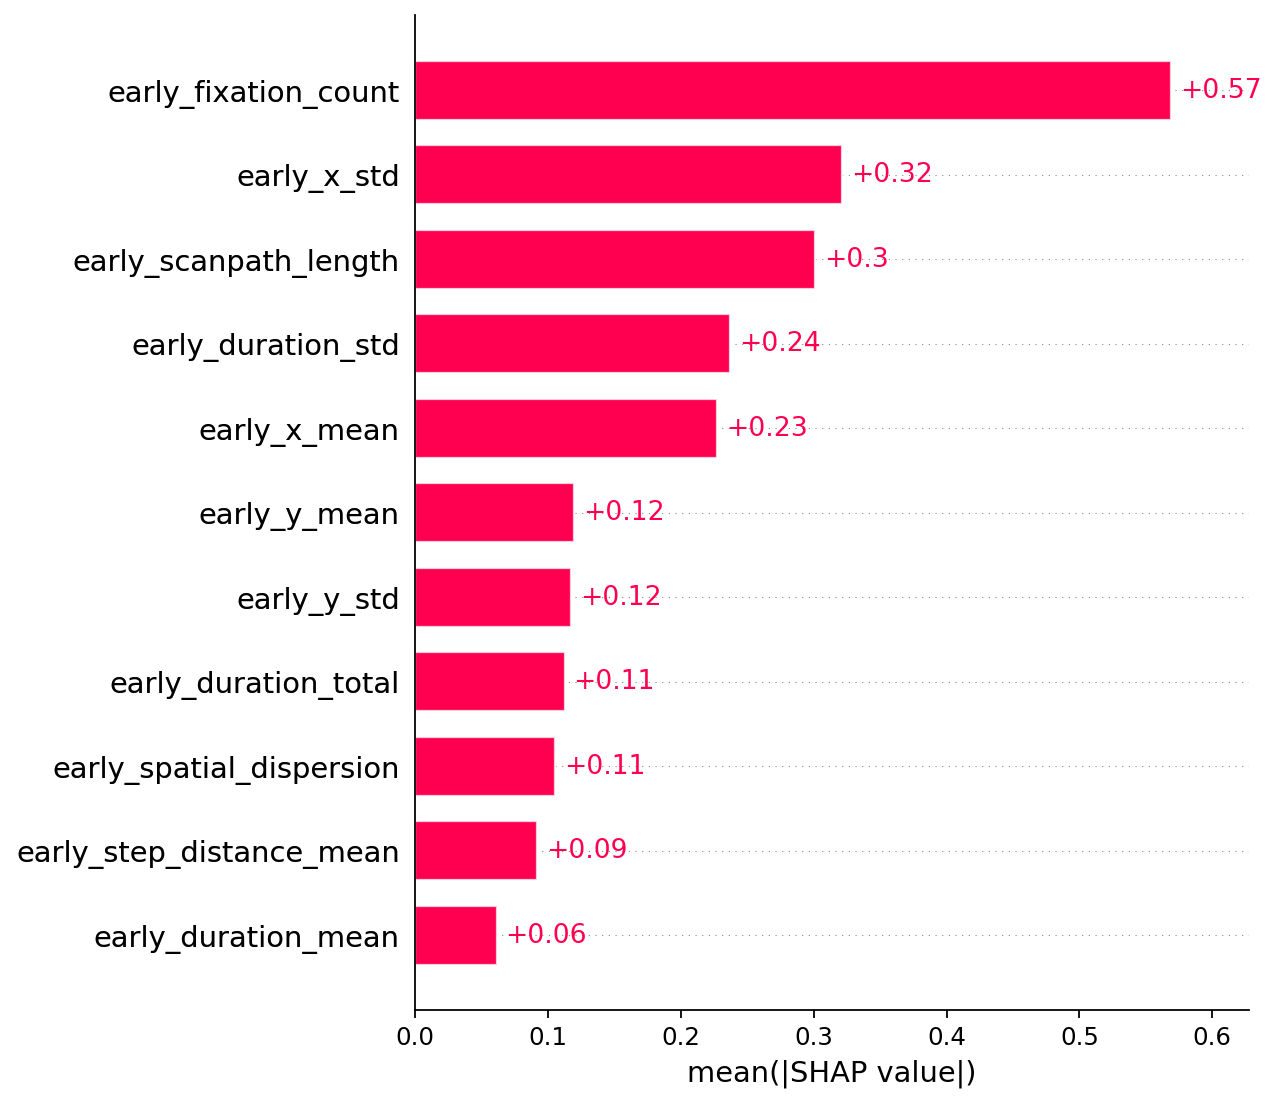 early_fixation_count +0.57
early_x_std +0.32
early_scanpath_length +0.3
early_duration_std +0.24
early_x_mean +0.23
early_y_mean +0.12
early_y_std +0.12
early_duration_total +0.11
early_spatial_dispersion +0.11
early_step_distance_mean +0.09
early_duration_mean +0.06
0.0 0.1 0.2 0.3 0.4 0.5 0.6
mean(|SHAP value|)